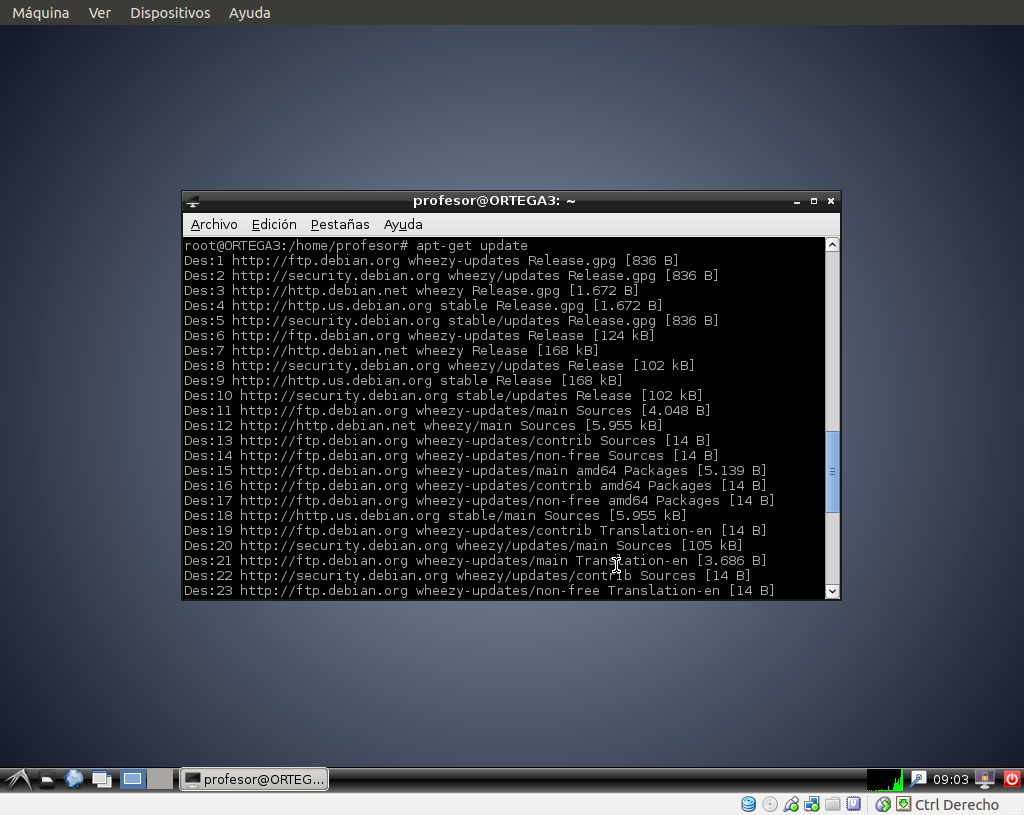 Máquina Ver Dispositivos Ayuda
profesor@ORTEGA3: ~
Archivo Edición Pestañas Ayuda
root@ORTEGA3:/home/profesor# apt-get update
Des:1 http://ftp.debian.org wheezy-updates Release.gpg [836 B]
Des:2 http://security.debian.org wheezy/updates Release.gpg [836 B]
Des:3 http://http.debian.net wheezy Release.gpg [1.672 B]
Des:4 http://http.us.debian.org stable Release.gpg [1.672 B]
Des:5 http://security.debian.org stable/updates Release.gpg [836 B]
Des:6 http://ftp.debian.org wheezy-updates Release [124 kB]
Des:7 http://http.debian.net wheezy Release [168 kB]
Des:8 http://security.debian.org wheezy/updates Release [102 kB]
Des:9 http://http.us.debian.org stable Release [168 kB]
Des:10 http://security.debian.org stable/updates Release [102 kB]
Des:11 http://ftp.debian.org wheezy-updates/main Sources [4.048 B]
Des:12 http://http.debian.net wheezy/main Sources [5.955 kB]
Des:13 http://ftp.debian.org wheezy-updates/contrib Sources [14 B]
Des:14 http://ftp.debian.org wheezy-updates/non-free Sources [14 B]
Des:15 http://ftp.debian.org wheezy-updates/main amd64 Packages [5.139 B]
Des:16 http://ftp.debian.org wheezy-updates/contrib amd64 Packages [14 B]
Des:17 http://ftp.debian.org wheezy-updates/non-free amd64 Packages [14 B]
Des:18 http://http.us.debian.org stable/main Sources [5.955 kB]
Des:19 http://ftp.debian.org wheezy-updates/contrib Translation-en [14 B]
Des:20 http://security.debian.org wheezy/updates/main Sources [105 kB]
Des:21 http://ftp.debian.org wheezy-updates/main Translation-en [3.686 B]
Des:22 http://security.debian.org wheezy/updates/contrib Sources [14 B]
Des:23 http://ftp.debian.org wheezy-updates/non-free Translation-en [14 B]
profesor@ORTEG... 09:03
Ctrl Derecho